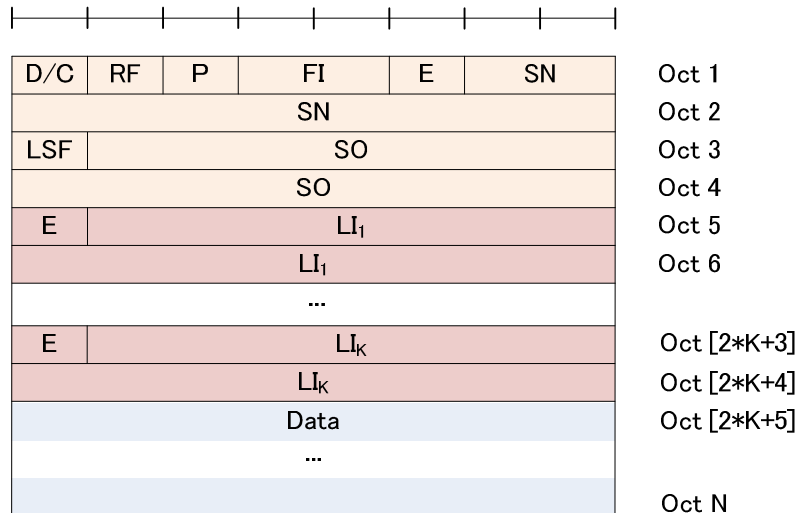 D/C RF P FI E SN Oct 1
SN Oct 2
LSF SO Oct 3
SO Oct 4
E LI₁ Oct 5
LI₁ Oct 6
...
E LIK Oct [2*K+3]
LIK Oct [2*K+4]
Data Oct [2*K+5]
...
Oct N